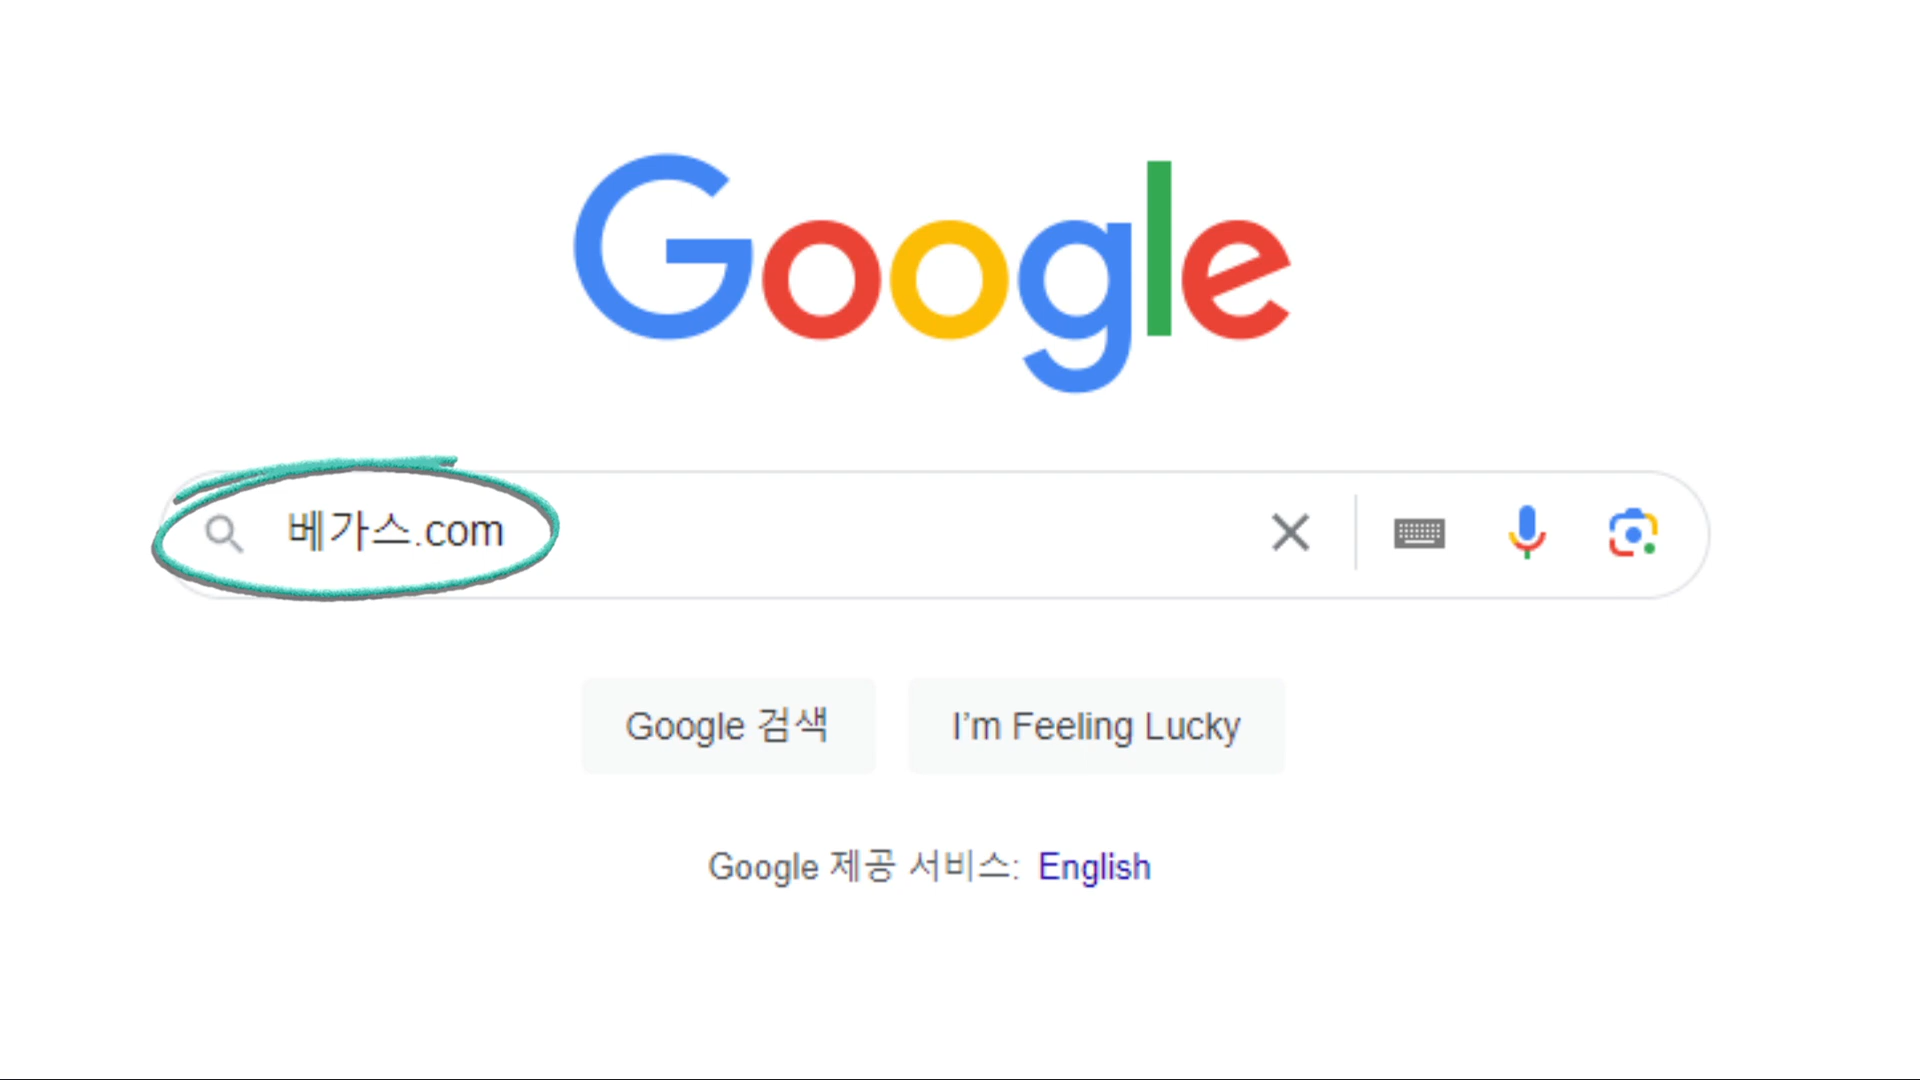 Google
베가스.com
Google 검색
I'm Feeling Lucky
Google 제공 서비스: English